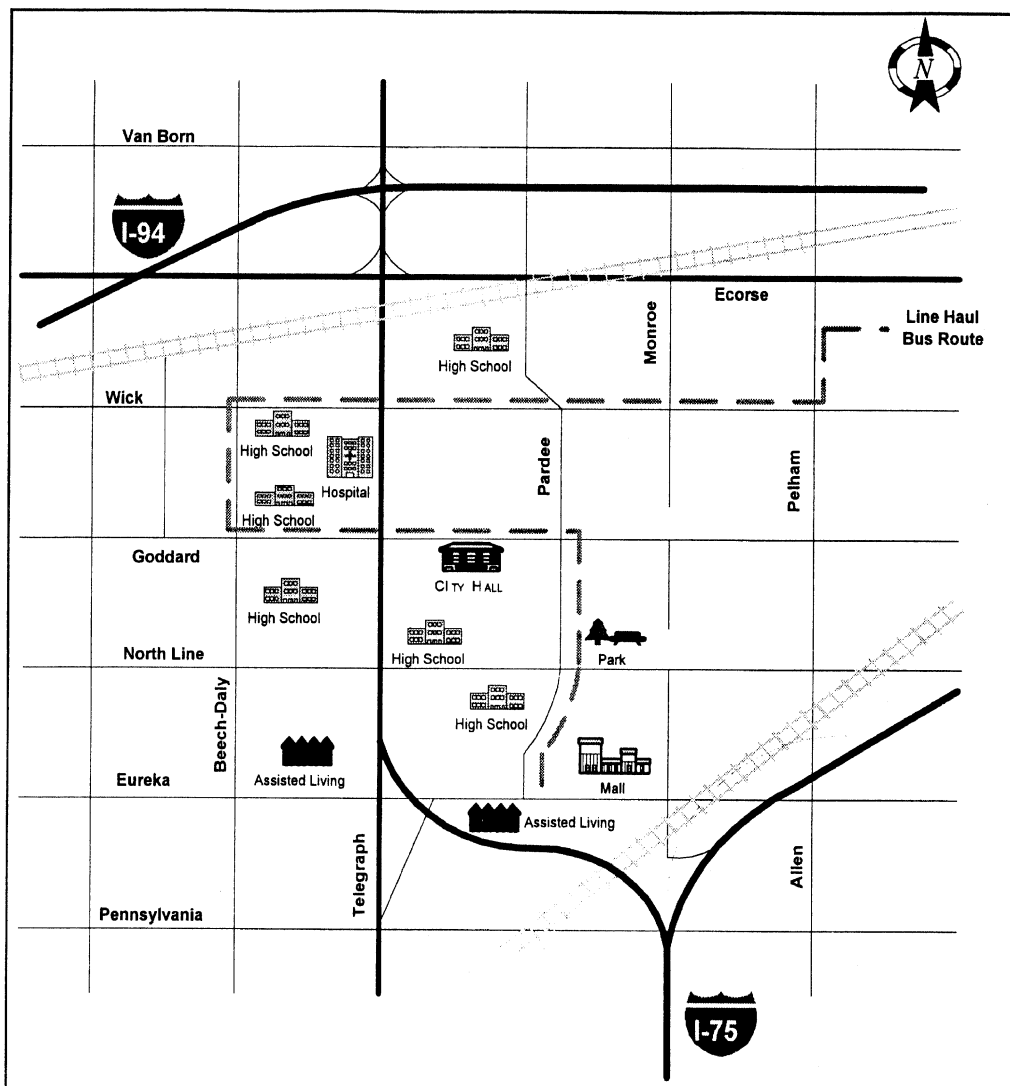 N
Van Born
I-94
Ecorse
Monroe
Line Haul
Bus Route
High School
Wick
High School
Hospital
Pardee
Pelham
High School
Goddard
CITY HALL
High School
High School
Park
North Line
Beech-Daly
High School
Assisted Living
Eureka
Mall
Assisted Living
Telegraph
Allen
Pennsylvania
I-75